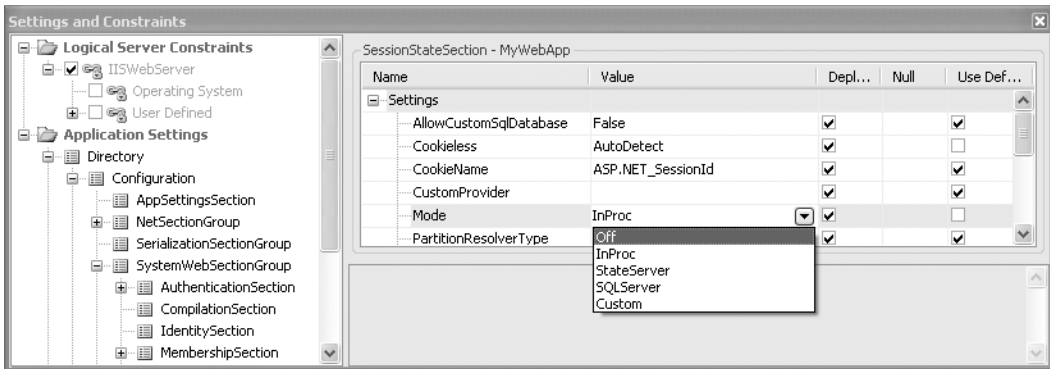 Settings and Constraints
Logical Server Constraints
IISWebServer
Operating System
User Defined
Application Settings
Directory
Configuration
AppSettingsSection
NetSectionGroup
SerializationSectionGroup
SystemWebSectionGroup
AuthenticationSection
CompilationSection
IdentitySection
MembershipSection
SessionStateSection - MyWebApp
Name Value Depl... Null Use Def...
Settings
AllowCustomSqlDatabase False
Cookieless AutoDetect
CookieName ASP.NET_SessionId
CustomProvider
Mode InProc
PartitionResolverType
Off
InProc
StateServer
SQLServer
Custom